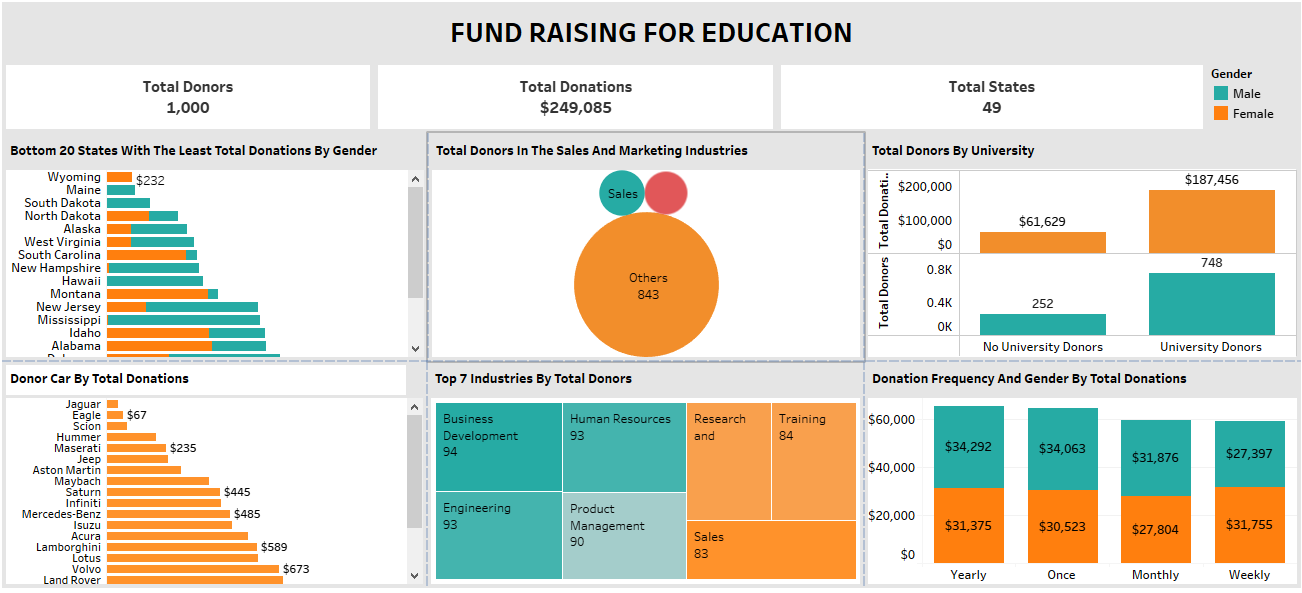 FUND RAISING FOR EDUCATION
Total Donors
1,000
Total Donations
$249,085
Total States
49
Gender
Male
Female
Bottom 20 States With The Least Total Donations By Gender
Wyoming
$232
Maine
South Dakota
North Dakota
Alaska
West Virginia
South Carolina
New Hampshire
Hawaii
Montana
New Jersey
Mississippi
Idaho
Alabama
Total Donors In The Sales And Marketing Industries
Sales
Others
843
Total Donors By University
Total Donati..
$200,000
$100,000
$0
$61,629
$187,456
Total Donors
0.8K
0.4K
0K
252
748
No University Donors
University Donors
Donor Car By Total Donations
Jaguar
Eagle
$67
Scion
Hummer
Maserati
$235
Jeep
Aston Martin
Maybach
Saturn
$445
Infiniti
Mercedes-Benz
$485
Isuzu
Acura
Lamborghini
$589
Lotus
Volvo
$673
Land Rover
Top 7 Industries By Total Donors
Business
Development
94
Human Resources
93
Research
and
Training
84
Engineering
93
Product
Management
90
Sales
83
Donation Frequency And Gender By Total Donations
$60,000
$40,000
$20,000
$0
$34,292
$34,063
$31,876
$27,397
$31,375
$30,523
$27,804
$31,755
Yearly
Once
Monthly
Weekly